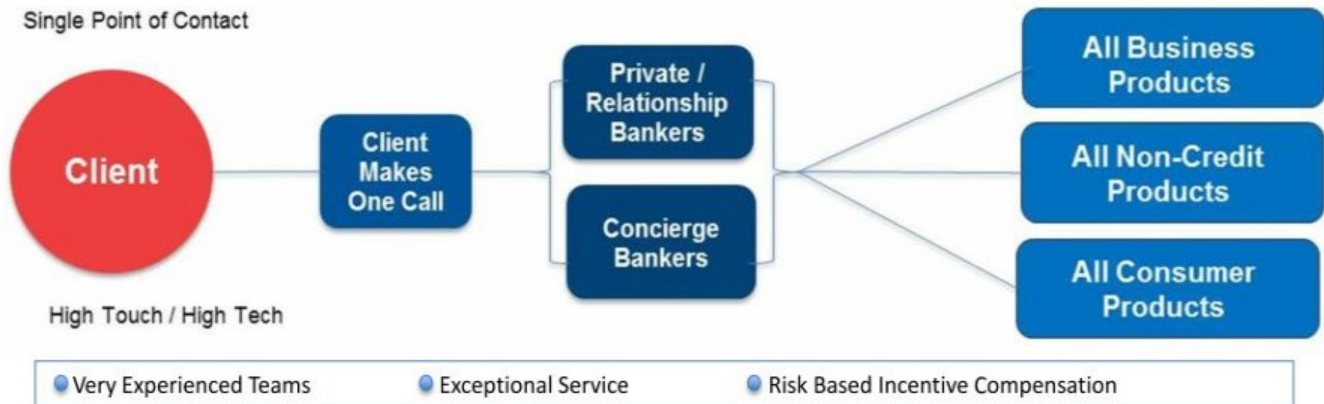 Single Point of Contact
Client
High Touch / High Tech
Client
Makes
One Call
Private /
Relationship
Bankers
Concierge
Bankers
All Business
Products
All Non-Credit
Products
All Consumer
Products
Very Experienced Teams
Exceptional Service
Risk Based Incentive Compensation